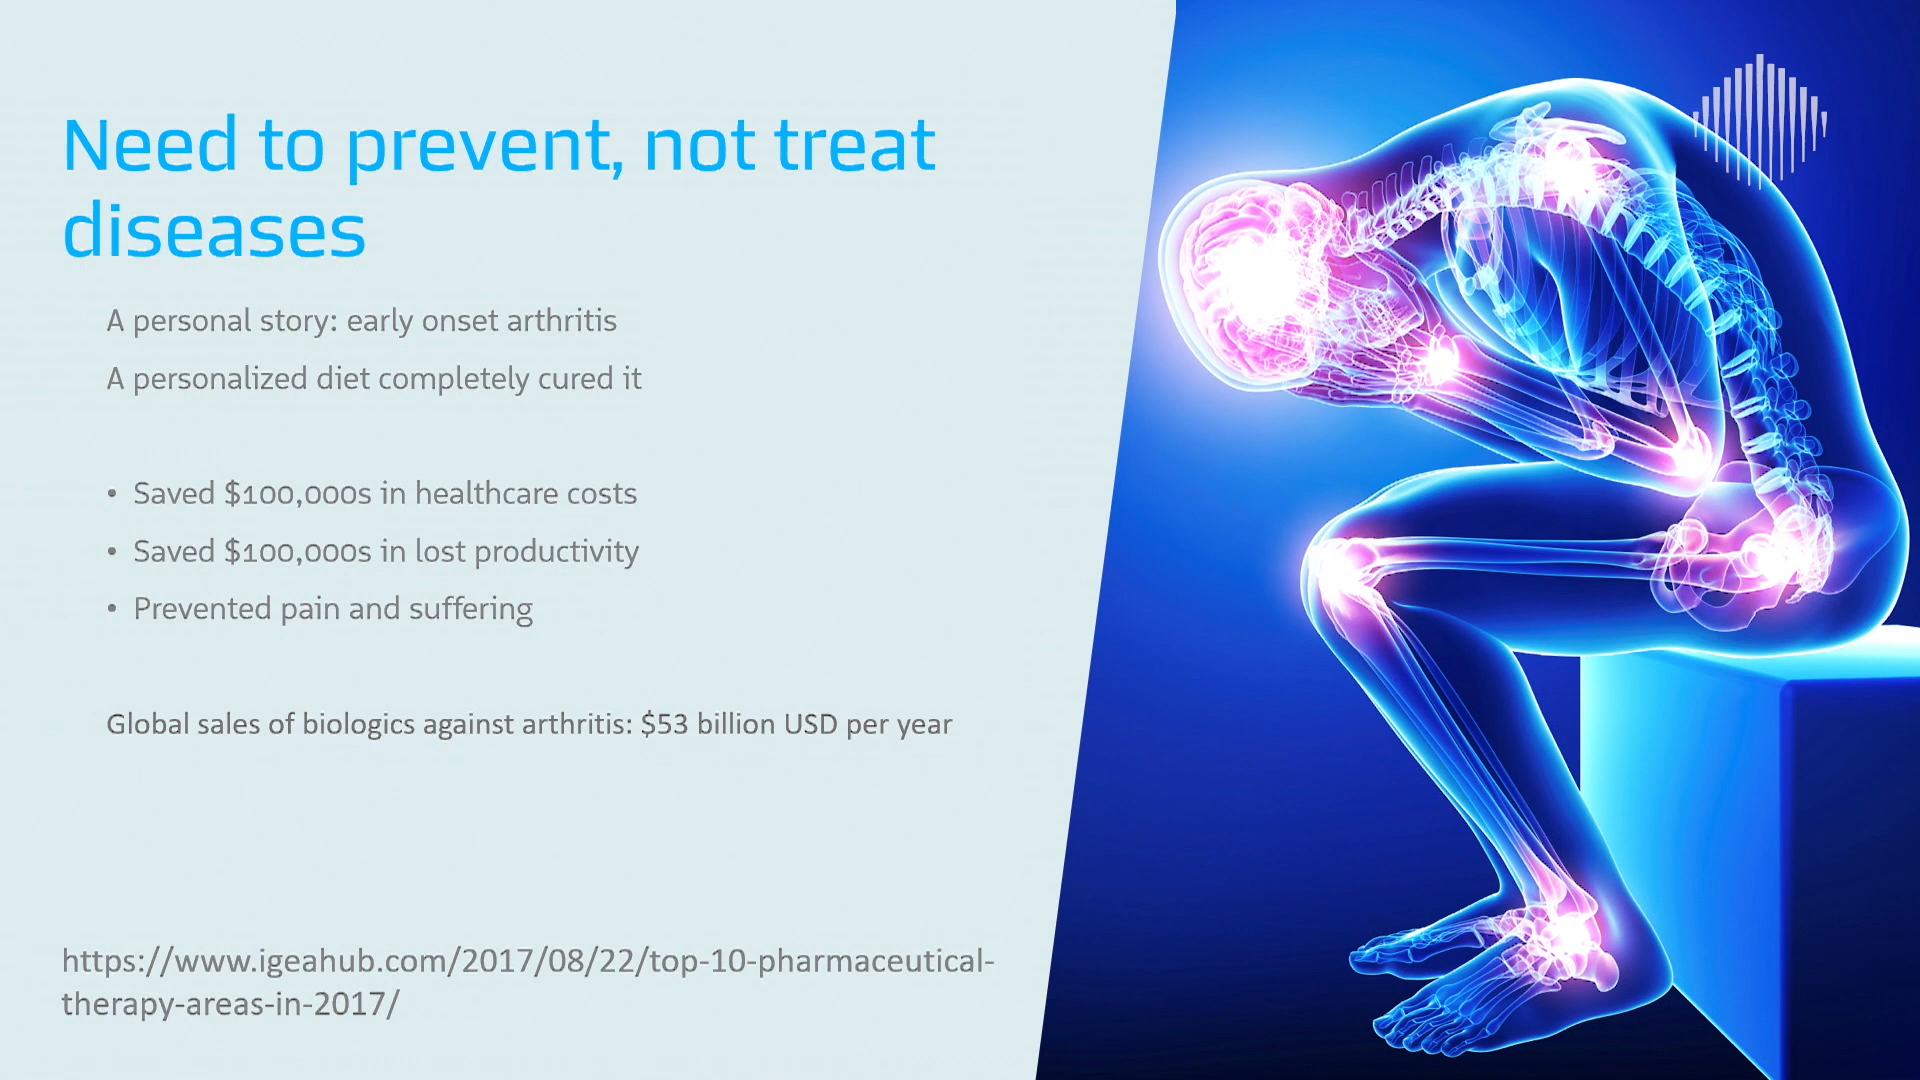 Need to prevent, not treat
diseases
A personal story: early onset arthritis
A personalized diet completely cured it
• Saved $100,000s in healthcare costs
• Saved $100,000s in lost productivity
• Prevented pain and suffering
Global sales of biologics against arthritis: $53 billion USD per year
https://www.igeahub.com/2017/08/22/top-10-pharmaceutical-
therapy-areas-in-2017/